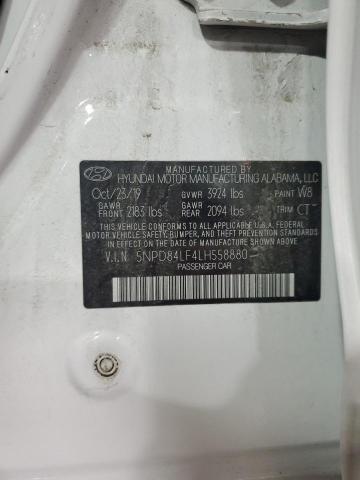 MANUFACTURED BY
HYUNDAI MOTOR MANUFACTURING ALABAMA, LLC
Oct/23/19 GVWR 3924 lbs PAINT W8
GAWR FRONT 2183 lbs GAWR REAR 2094 lbs TRIM CT
THIS VEHICLE CONFORMS TO ALL APPLICABLE U.S.A. FEDERAL
MOTOR VEHICLE SAFETY, BUMPER, AND THEFT PREVENTION
STANDARDS IN EFFECT ON THE DATE OF MANUFACTURE SHOWN ABOVE.
V.I.N 5NPD84LF4LH558880
PASSENGER CAR